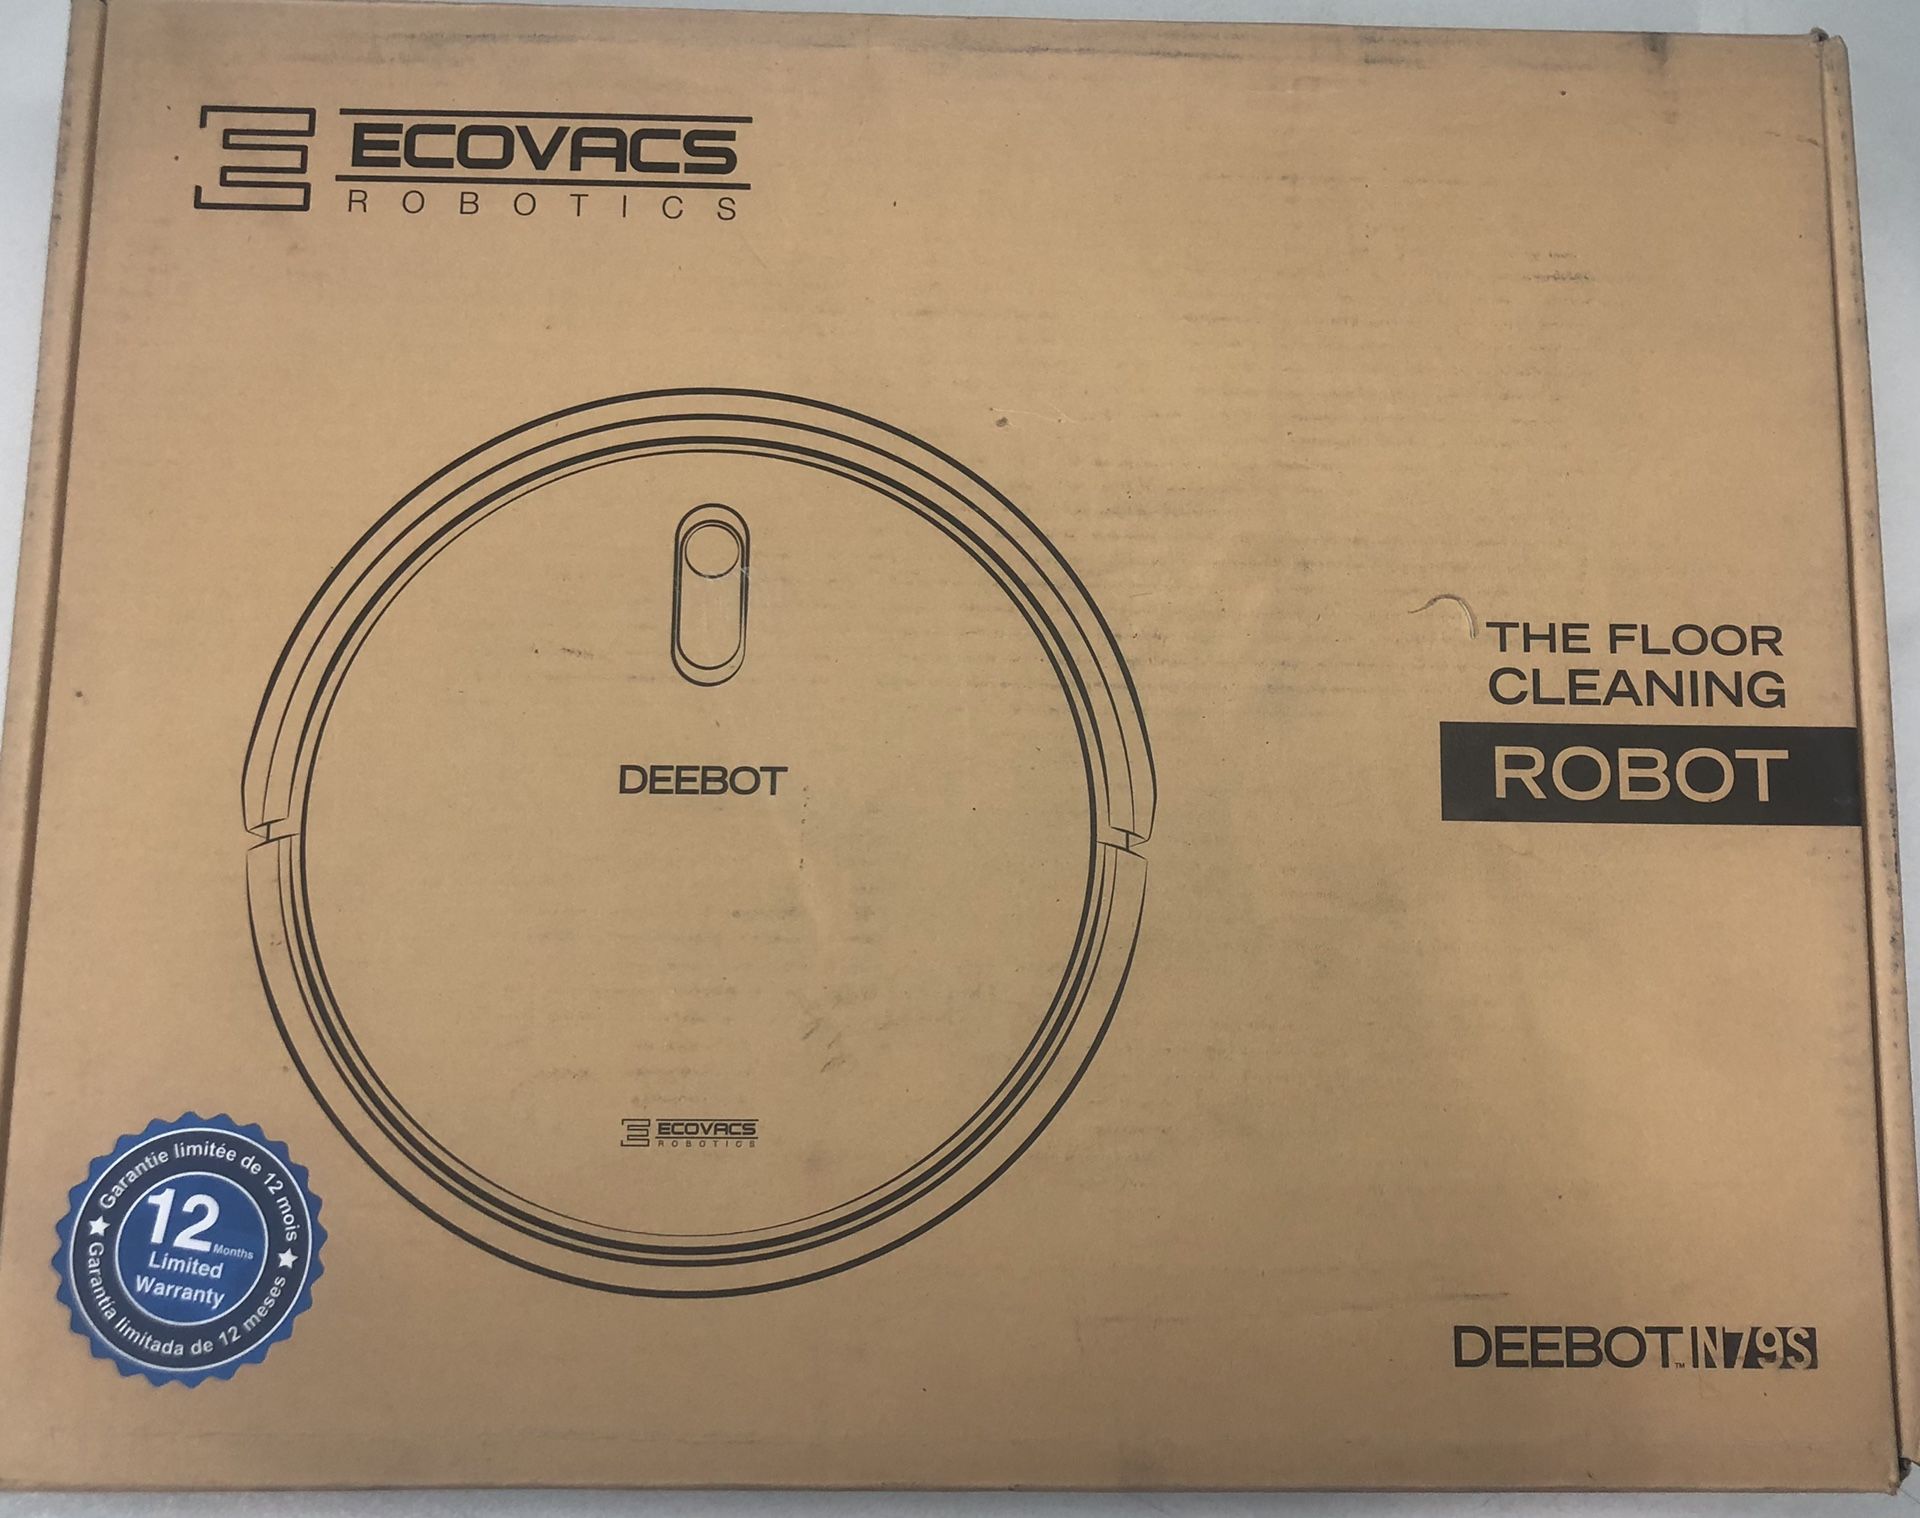 ECOVACS
ROBOTICS
THE FLOOR
CLEANING
ROBOT
DEEBOT
ECOVACS
ROBOTICS
Garantie limitée de 12 mois
12 Months
Limited
Warranty
Garantía limitada de 12 meses
DEEBOT™ N79S